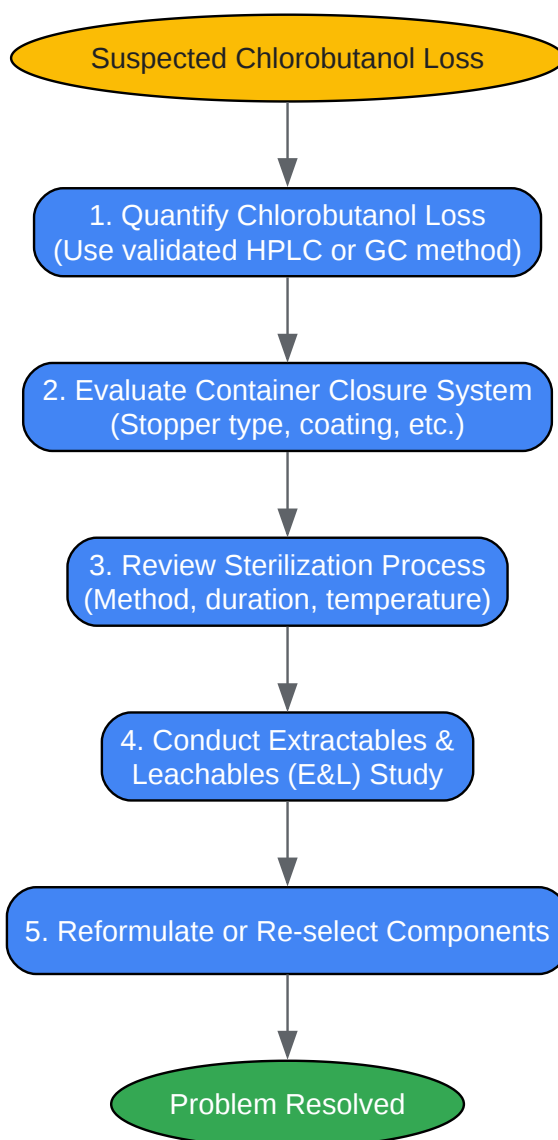 Suspected Chlorobutanol Loss
1. Quantify Chlorobutanol Loss
(Use validated HPLC or GC method)
2. Evaluate Container Closure System
(Stopper type, coating, etc.)
3. Review Sterilization Process
(Method, duration, temperature)
4. Conduct Extractables &
Leachables (E&L) Study
5. Reformulate or Re-select Components
Problem Resolved